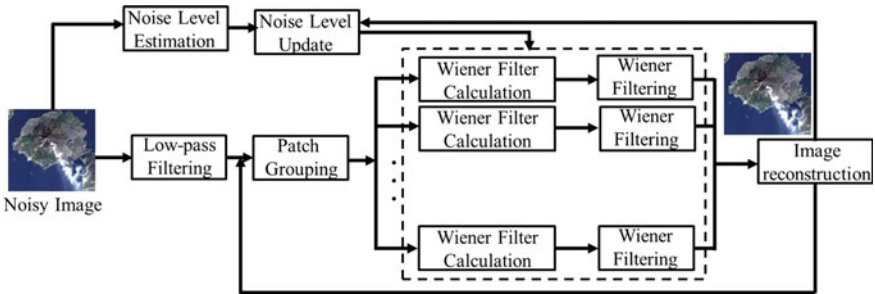 Noise Level
Estimation
Noise Level
Update
Wiener Filter
Calculation
Wiener
Filtering
Wiener Filter
Calculation
Wiener
Filtering
Noisy Image
Low-pass
Filtering
Patch
Grouping
Image
reconstruction
Wiener Filter
Calculation
Wiener
Filtering